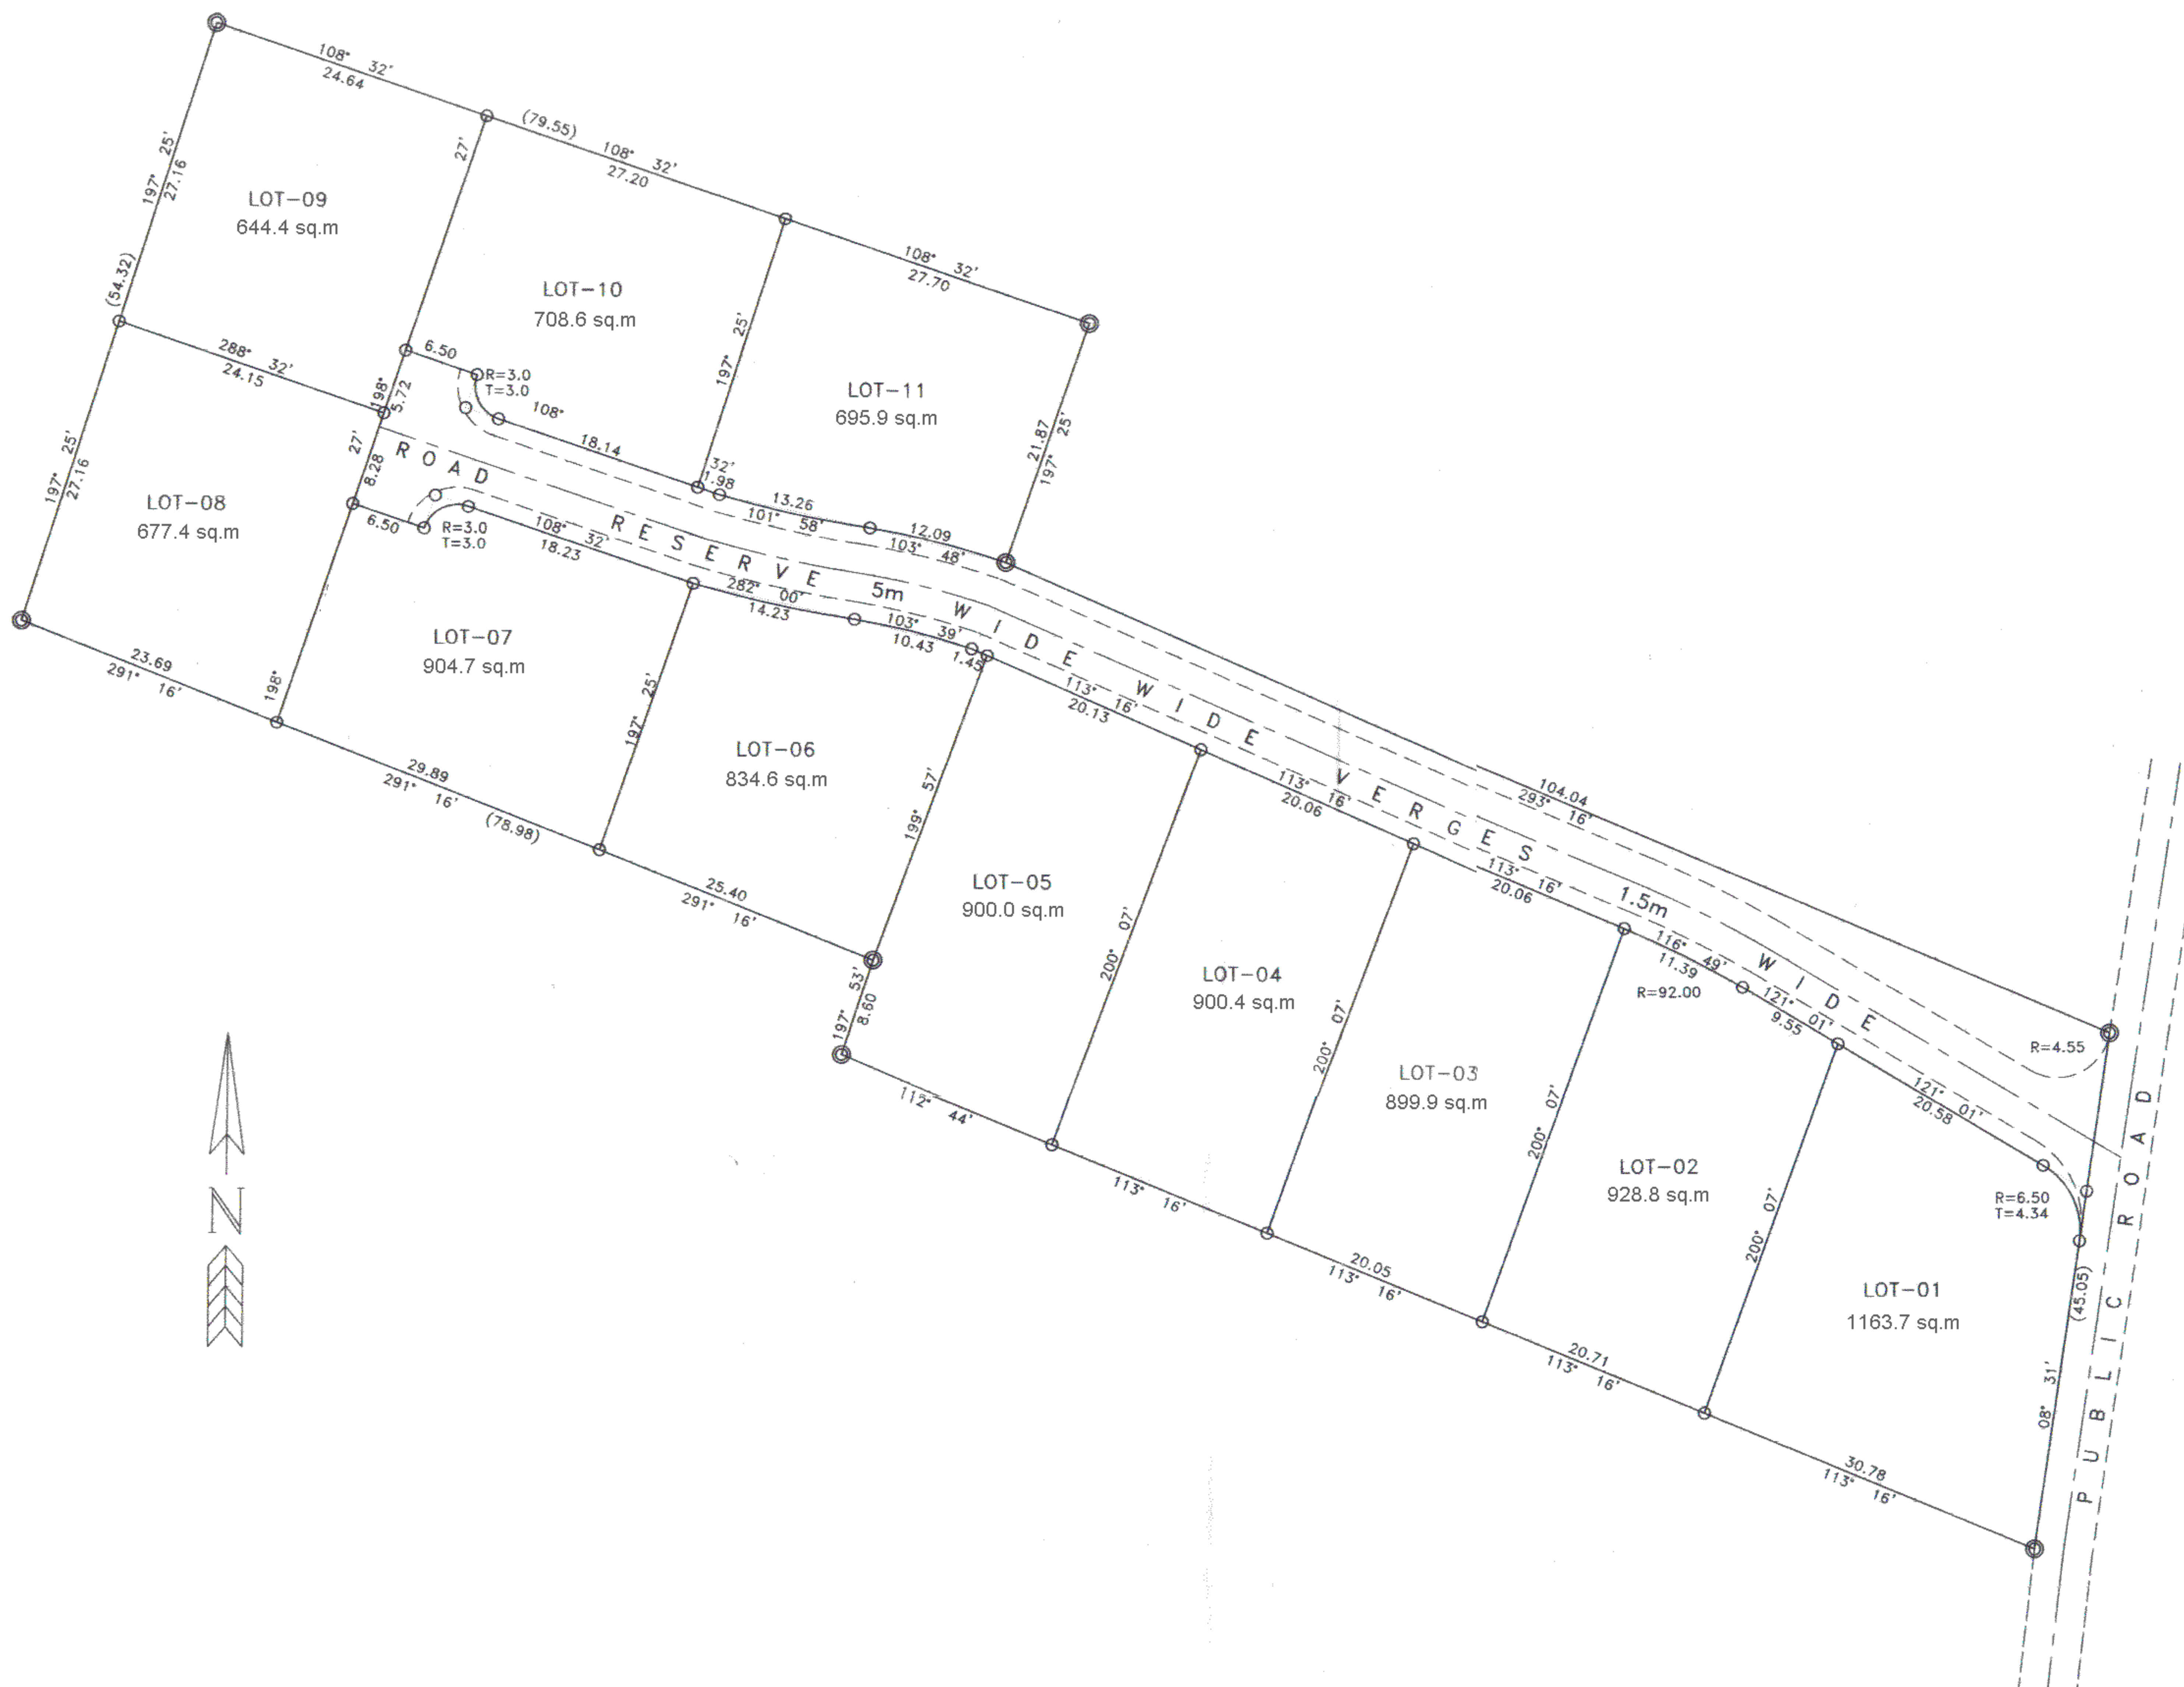 108° 32'
24.64
(79.55)
108° 32'
27.20
108° 32'
27.70
197° 25'
27.16
(54.32)
27'
LOT-09
644.4 sq.m
LOT-10
708.6 sq.m
LOT-11
695.9 sq.m
197° 25'
21.87
197° 25'
288° 32'
24.15
198°
5.72
6.50
R=3.0
T=3.0
108°
18.14
32'
1.98
13.26
101° 58'
12.09
103° 48'
197° 25'
27.16
LOT-08
677.4 sq.m
27'
8.28
6.50
R=3.0
T=3.0
108° 32'
18.23
282° 00'
14.23
103° 39'
10.43
1.45
ROAD RESERVE 5m WIDE WIDE VERGES 1.5m WIDE
23.69
291° 16'
198°
LOT-07
904.7 sq.m
29.89
291° 16'
(78.98)
197° 25'
LOT-06
834.6 sq.m
25.40
291° 16'
199° 57'
113° 16'
20.13
113° 16'
20.06
113° 16'
20.06
104.04
293° 16'
LOT-05
900.0 sq.m
197° 53'
8.60
112° 44'
200° 07'
LOT-04
900.4 sq.m
113° 16'
200° 07'
LOT-03
899.9 sq.m
20.05
113° 16'
200° 07'
116° 49'
11.39
R=92.00
121° 01'
9.55
LOT-02
928.8 sq.m
20.71
113° 16'
200° 07'
121° 01'
20.58
R=4.55
R=6.50
T=4.34
(45.05)
LOT-01
1163.7 sq.m
08° 31'
30.78
113° 16'
PUBLIC ROAD
N